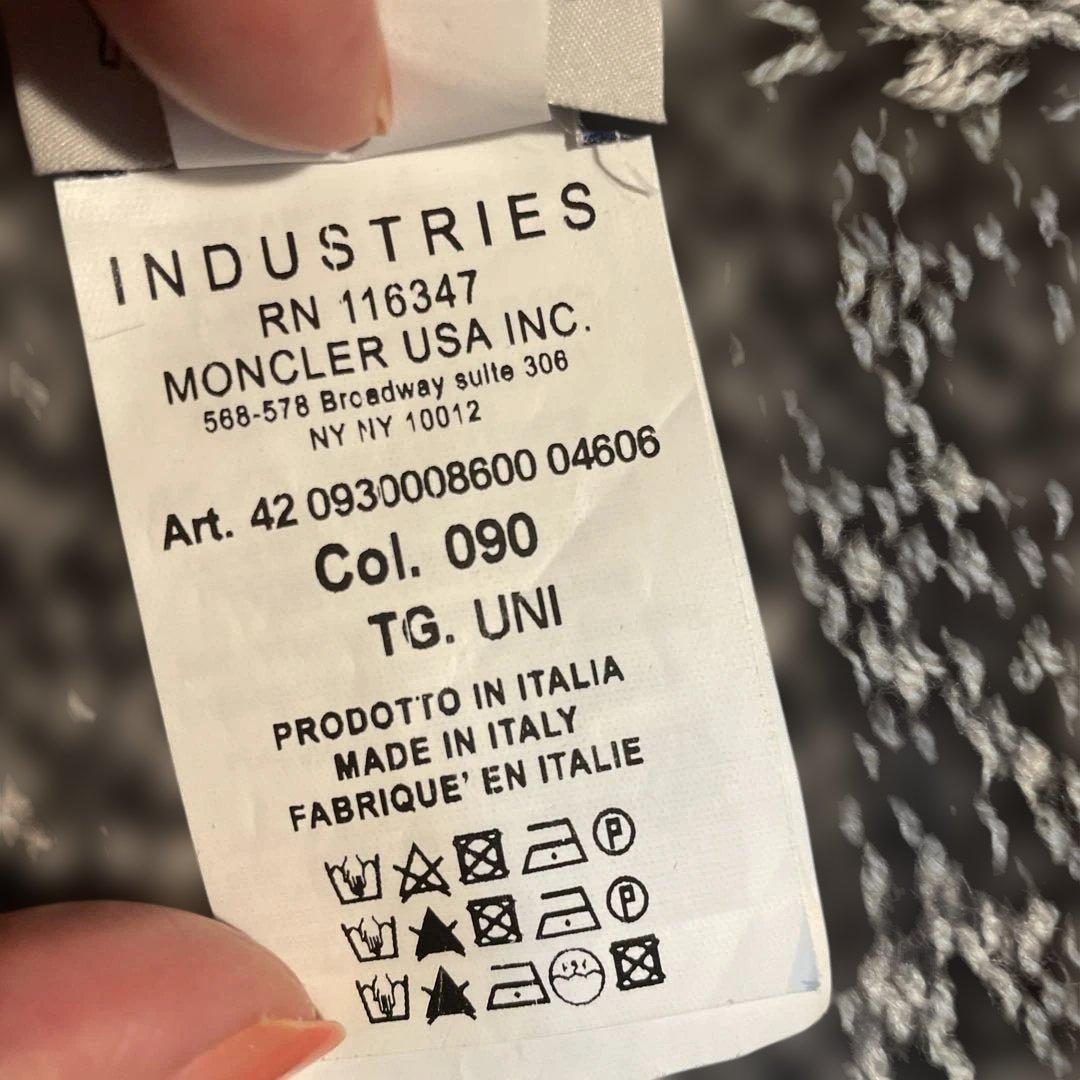 INDUSTRIES
RN 116347
MONCLER USA INC.
568-578 Broadway suite 306
NY NY 10012
Art. 42 0930008600 04606
Col. 090
TG. UNI
PRODOTTO IN ITALIA
MADE IN ITALY
FABRIQUE' EN ITALIE
P
P